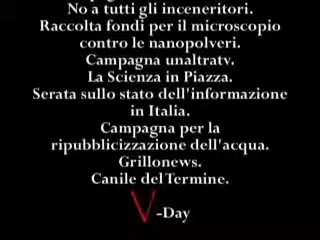 No a tutti gli inceneritori.
Raccolta fondi per il microscopio
contro le nanopolveri.
Campagna unaltratv.
La Scienza in Piazza.
Serata sullo stato dell'informazione
in Italia.
Campagna per la
ripubblicizzazione dell'acqua.
Grillonews.
Canile del Termine.
V-Day